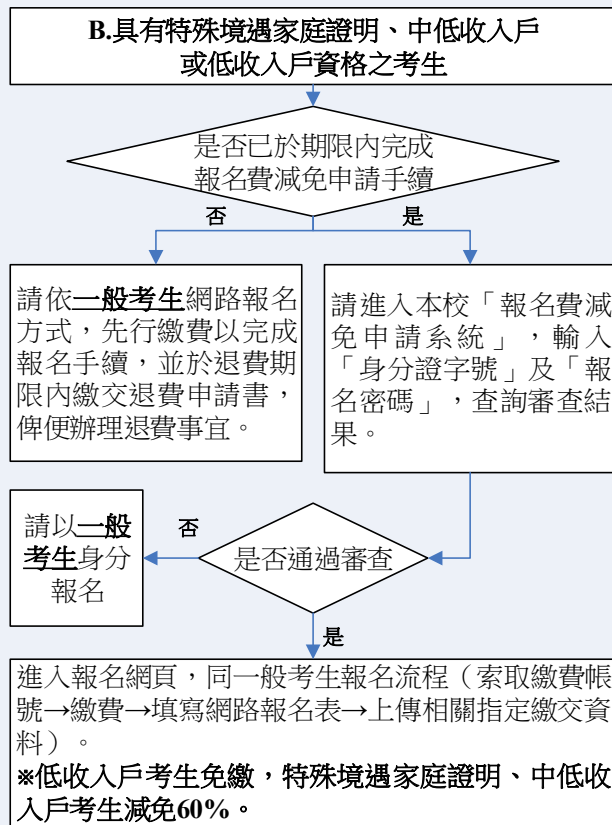 B.具有特殊境遇家庭證明、中低收入戶
或低收入戶資格之考生
是否已於期限內完成
報名費減免申請手續
否
是
請依一般考生網路報名
方式，先行繳費以完成
報名手續，並於退費期
限內繳交退費申請書，
俾便辦理退費事宜。
請進入本校「報名費減
免申請系統」，輸入
「身分證字號」及「報
名密碼」，查詢審查結
果。
是否通過審查
否
請以一般
考生身分
報名
是
進入報名網頁，同一般考生報名流程（索取繳費帳
號→繳費→填寫網路報名表→上傳相關指定繳交資
料）。
※低收入戶考生免繳，特殊境遇家庭證明、中低收
入戶考生減免60%。